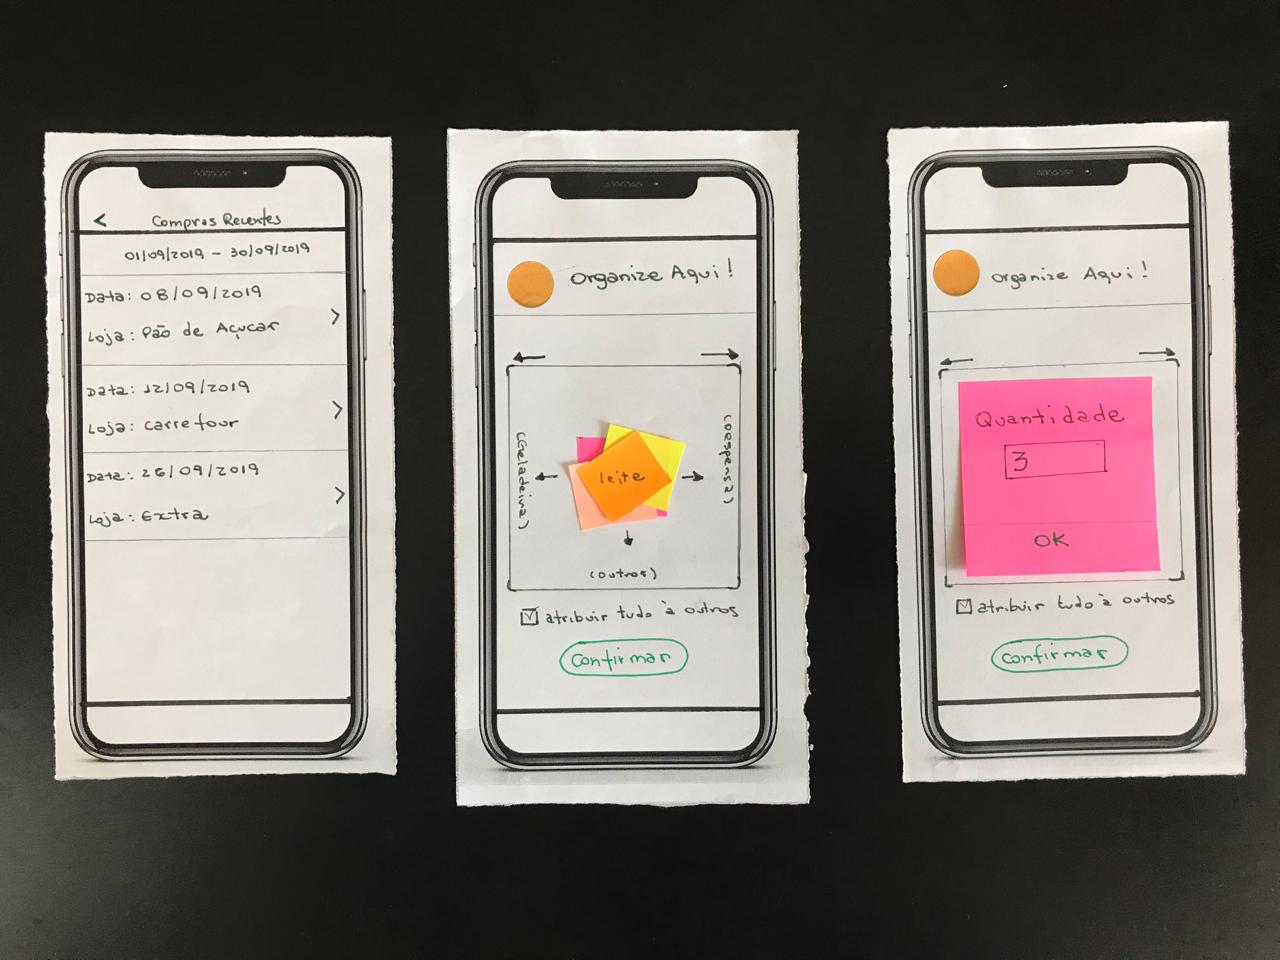 Compras Recentes
01/09/2019 - 30/09/2019
Data: 08/09/2019
Loja: Pão de Açucar
Data: 12/09/2019
Loja: Carrefour
Data: 26/09/2019
Loja: Extra
Organize Aqui!
(Geladeira)
leite
(Despensa)
(outros)
atribuir tudo à outros
Confirmar
Organize Aqui!
Quantidade
3
OK
atribuir tudo à outros
Confirmar